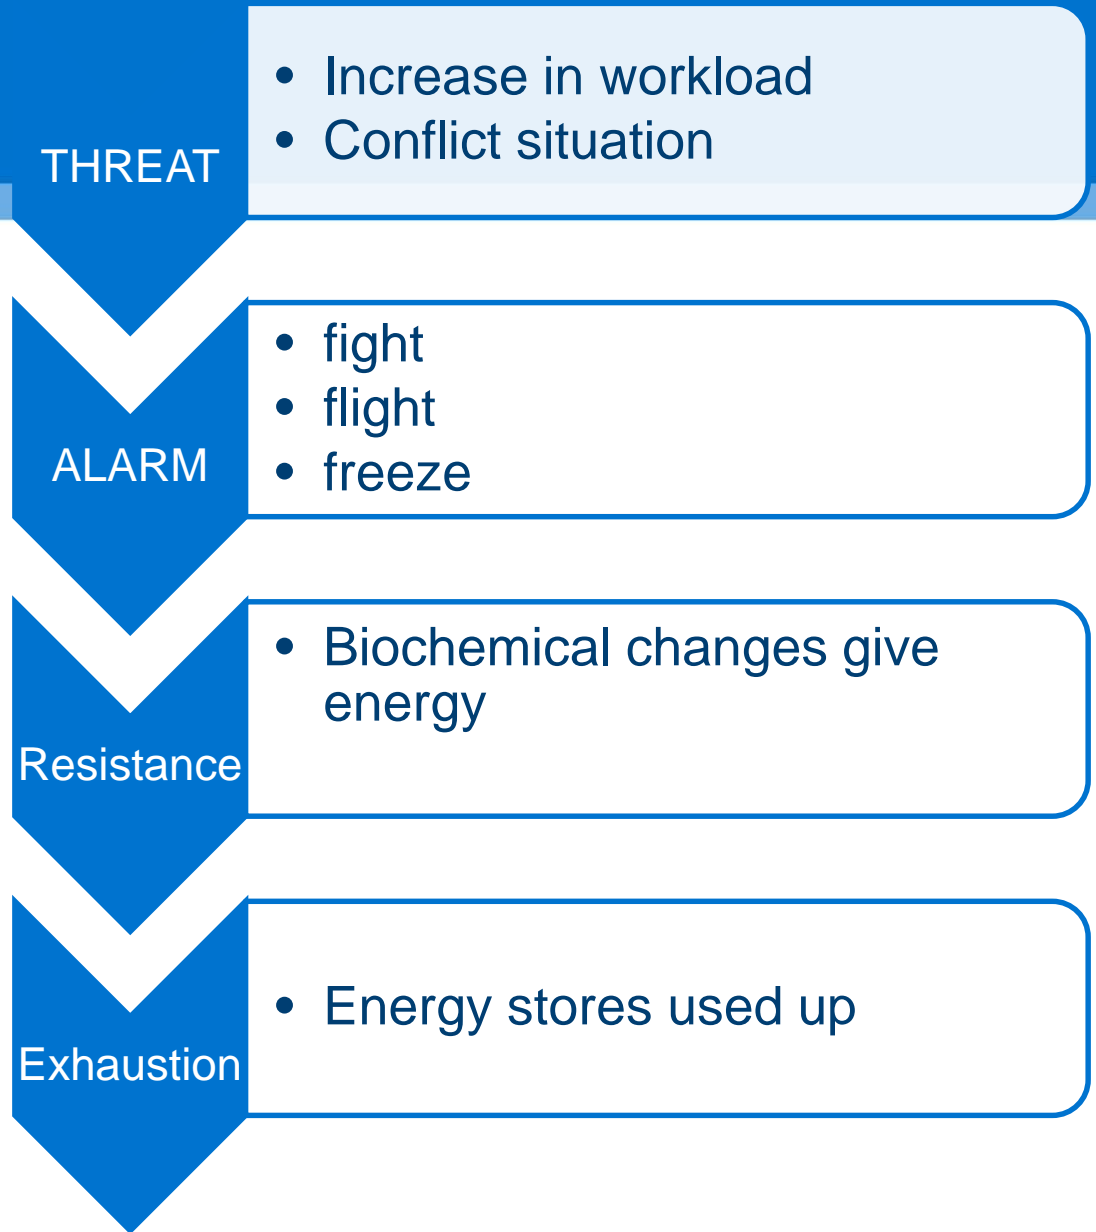 THREAT
• Increase in workload
• Conflict situation
ALARM
• fight
• flight
• freeze
Resistance
• Biochemical changes give
energy
Exhaustion
• Energy stores used up